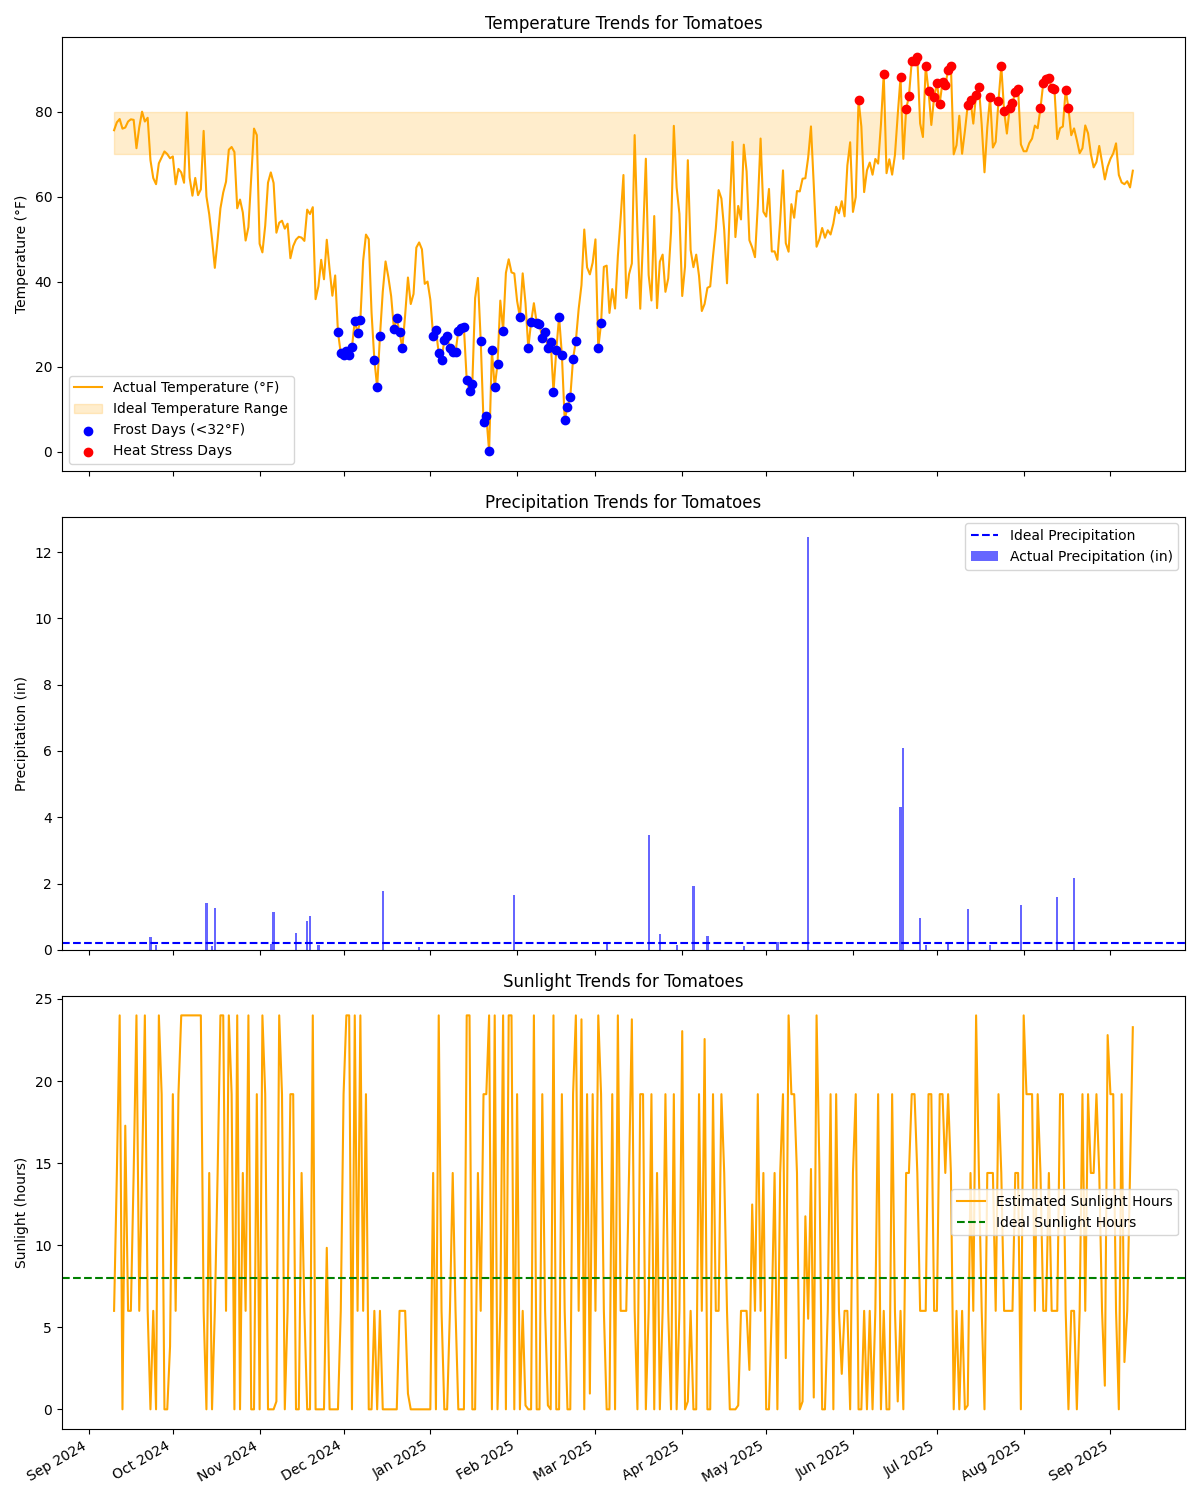 Temperature Trends for Tomatoes
Temperature (°F)
80
60
40
20
0
Actual Temperature (°F)
Ideal Temperature Range
Frost Days (<32°F)
Heat Stress Days
Precipitation Trends for Tomatoes
Precipitation (in)
12
10
8
6
4
2
0
Ideal Precipitation
Actual Precipitation (in)
Sunlight Trends for Tomatoes
Sunlight (hours)
25
20
15
10
5
0
Estimated Sunlight Hours
Ideal Sunlight Hours
Sep 2024
Oct 2024
Nov 2024
Dec 2024
Jan 2025
Feb 2025
Mar 2025
Apr 2025
May 2025
Jun 2025
Jul 2025
Aug 2025
Sep 2025